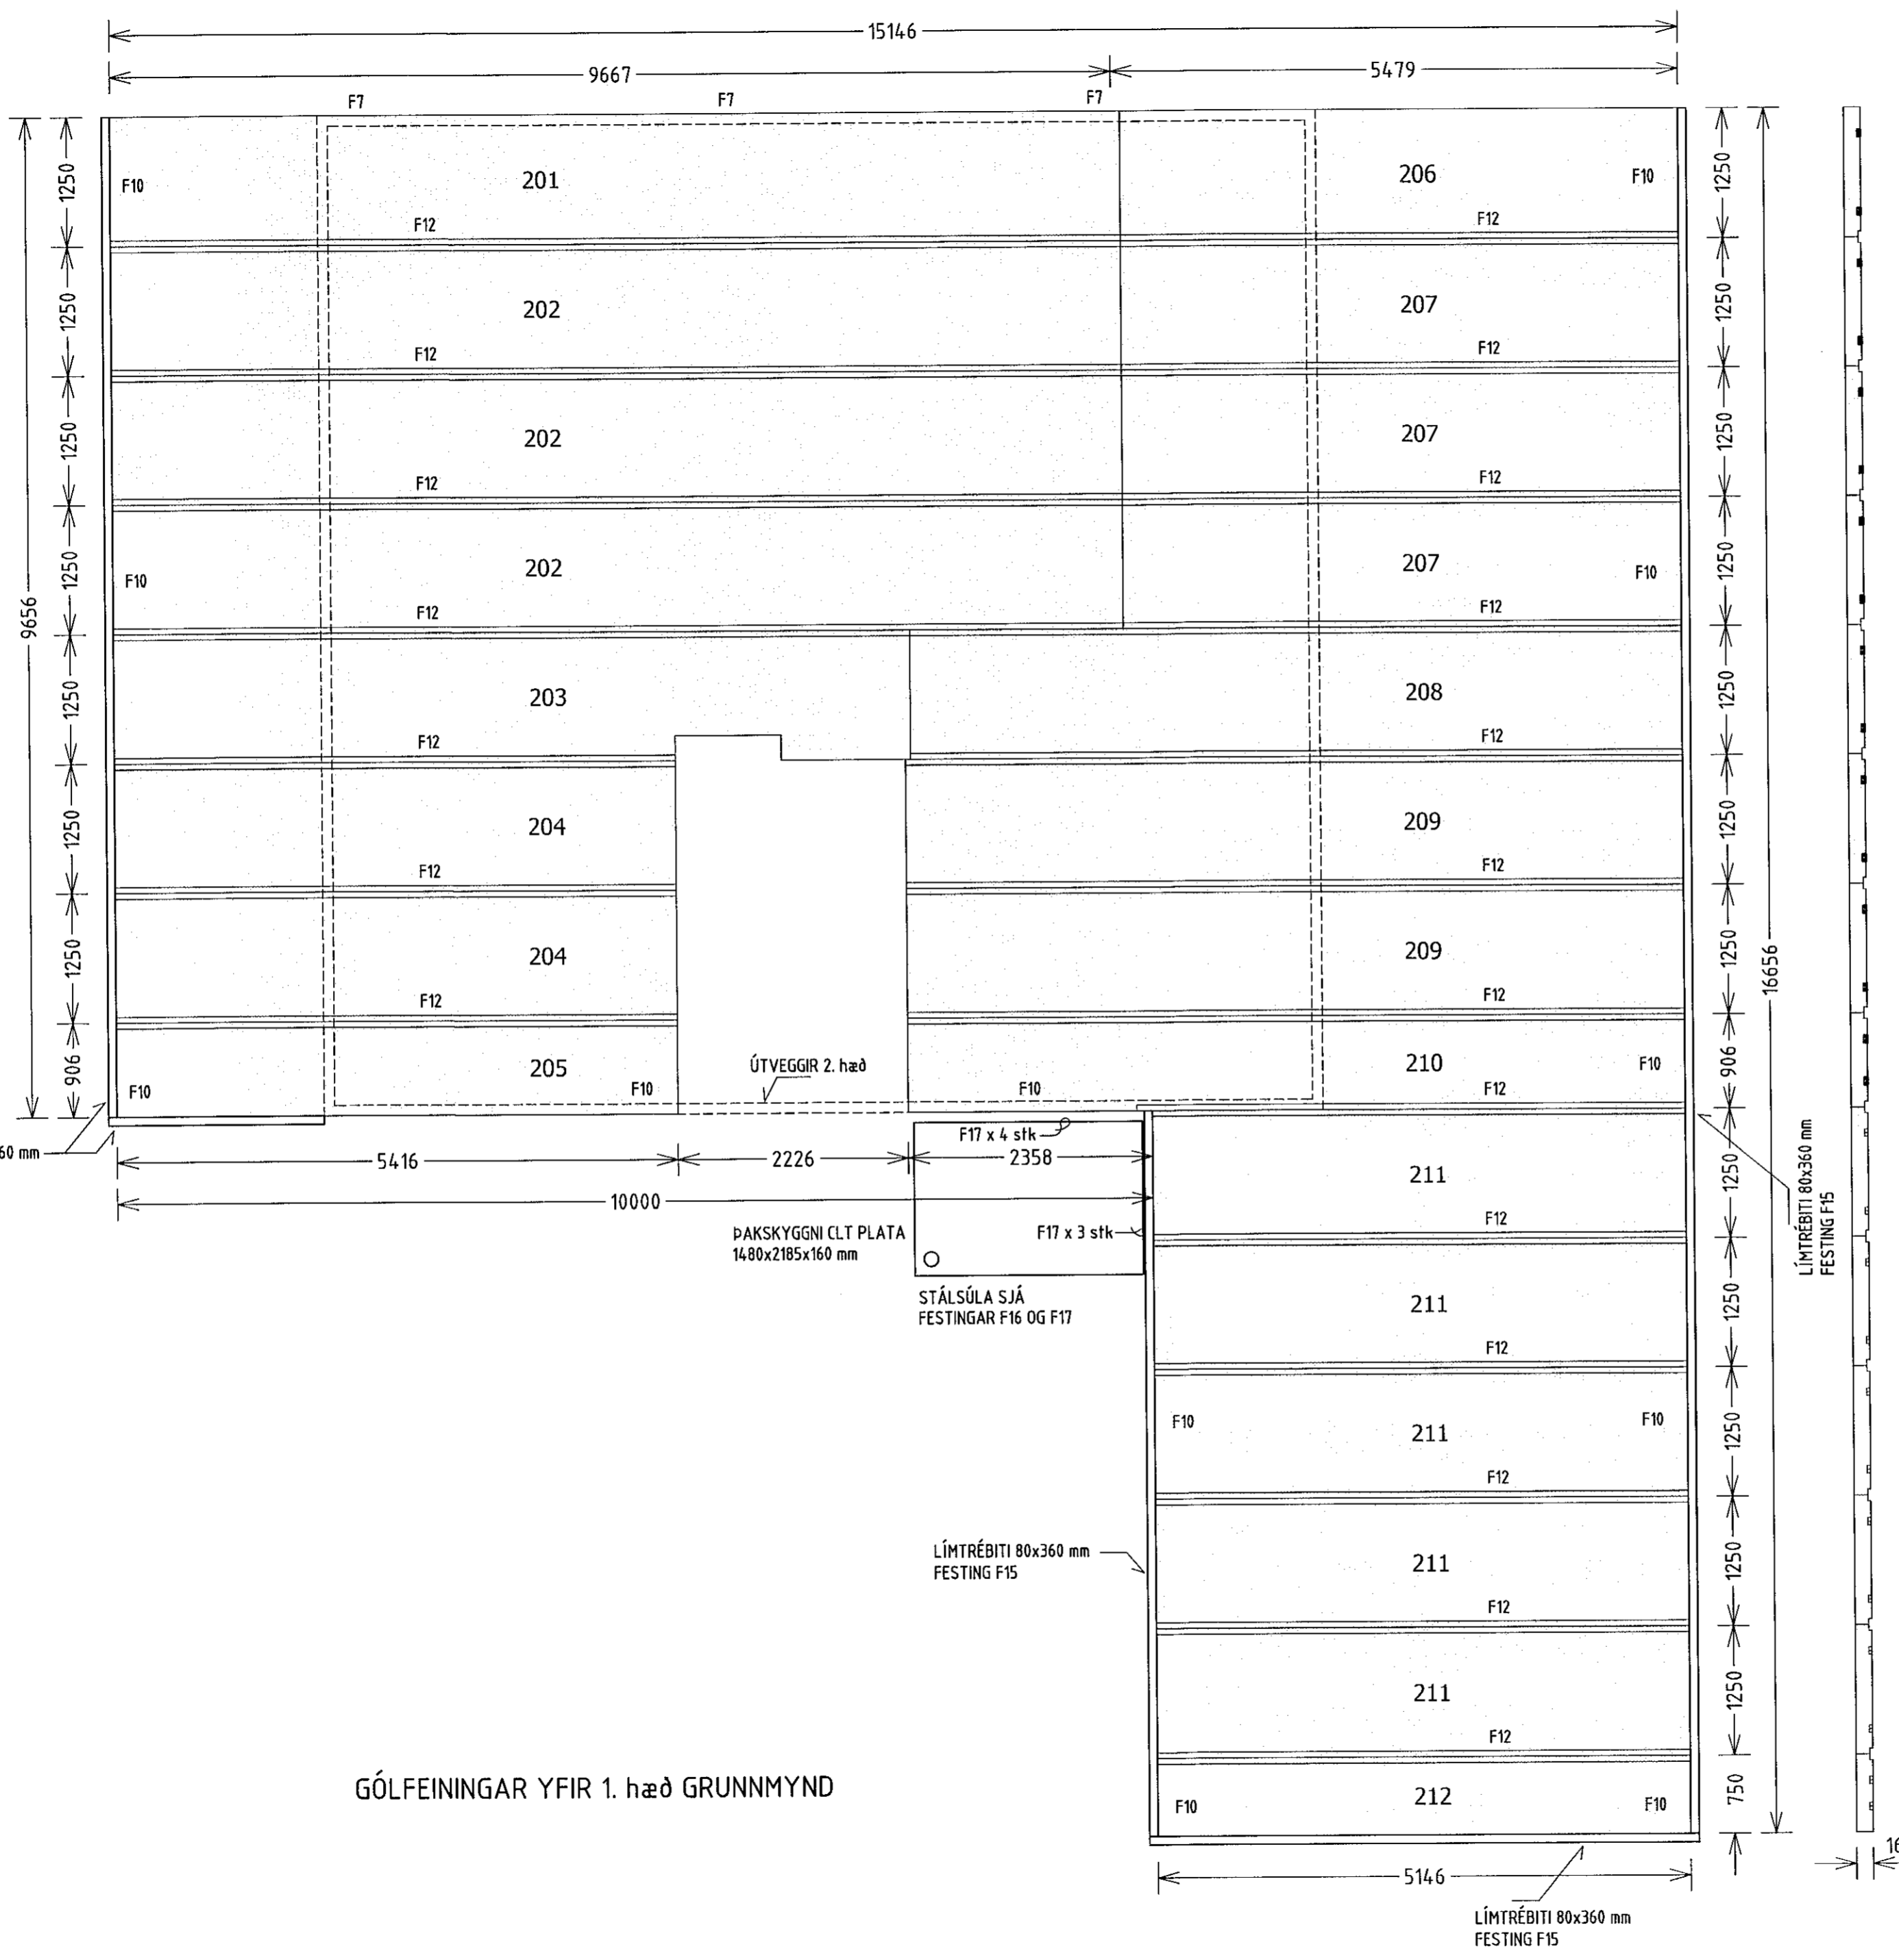 15146
9667
5479
F7
F7
F7
1250
F10
201
206
F10
1250
F12
F12
1250
202
207
1250
F12
F12
1250
202
207
1250
F12
F12
1250
F10
202
207
F10
1250
F12
F12
9656
1250
203
208
1250
F12
F12
1250
204
209
1250
F12
F12
1250
204
209
1250
16656
F12
F12
906
F10
205
F10
ÚTVEGGIR 2. hæð
F10
210
F10
F12
906
60 mm
F17 x 4 stk
5416
2226
2358
10000
211
1250
F12
ÞAKSKYGGNI CLT PLATA
1480x2185x160 mm
F17 x 3 stk
LÍMTRÉBITI 80x360 mm
FESTING F15
STÁLSÚLA SJÁ
FESTINGAR F16 OG F17
211
1250
F12
F10
211
F10
1250
F12
LÍMTRÉBITI 80x360 mm
FESTING F15
211
1250
F12
211
1250
F12
GÓLFEININGAR YFIR 1. hæð GRUNNMYND
F10
212
F10
750
5146
16
LÍMTRÉBITI 80x360 mm
FESTING F15